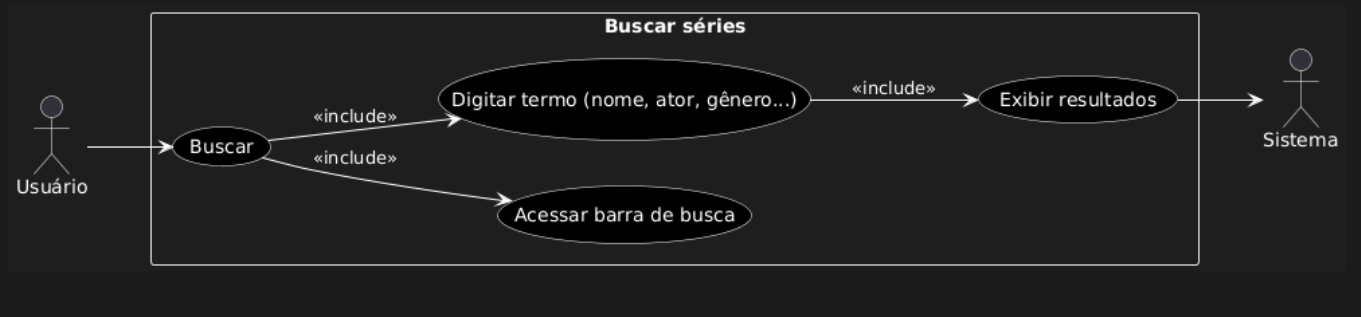 Buscar séries
Digitar termo (nome, ator, gênero...)
«include»
Exibir resultados
«include»
Buscar
Sistema
«include»
Usuário
Acessar barra de busca